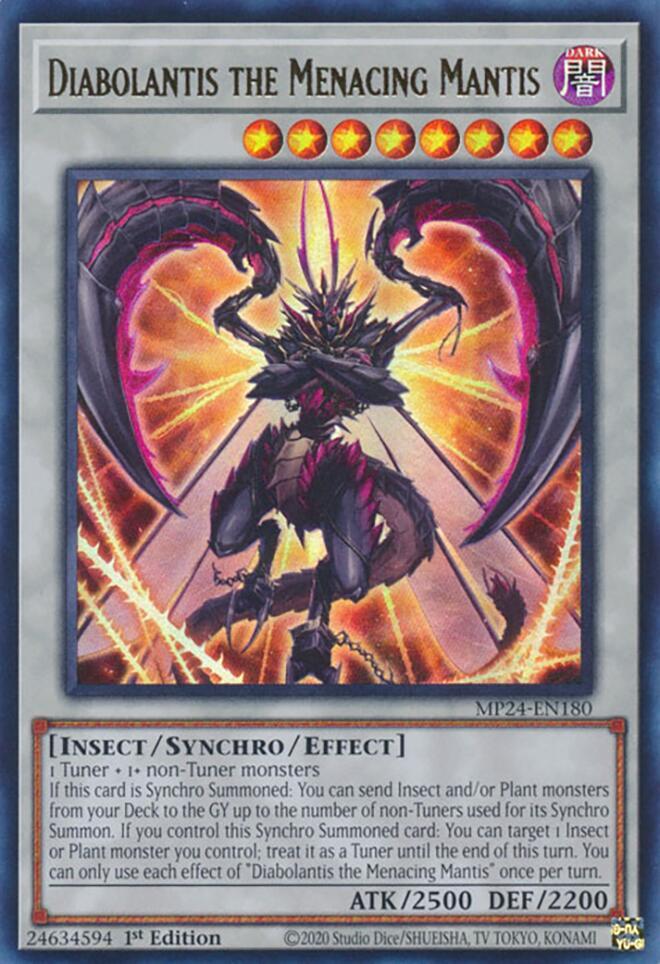 Diabolantis the Menacing Mantis
DARK
闇
MP24-EN180
[Insect/Synchro/Effect]
1 Tuner + 1+ non-Tuner monsters
If this card is Synchro Summoned: You can send Insect and/or Plant monsters
from your Deck to the GY up to the number of non-Tuners used for its Synchro
Summon. If you control this Synchro Summoned card: You can target 1 Insect
or Plant monster you control; treat it as a Tuner until the end of this turn. You
can only use each effect of "Diabolantis the Menacing Mantis" once per turn.
ATK/2500 DEF/2200
24634594 1st Edition ©2020 Studio Dice/SHUEISHA, TV TOKYO, KONAMI